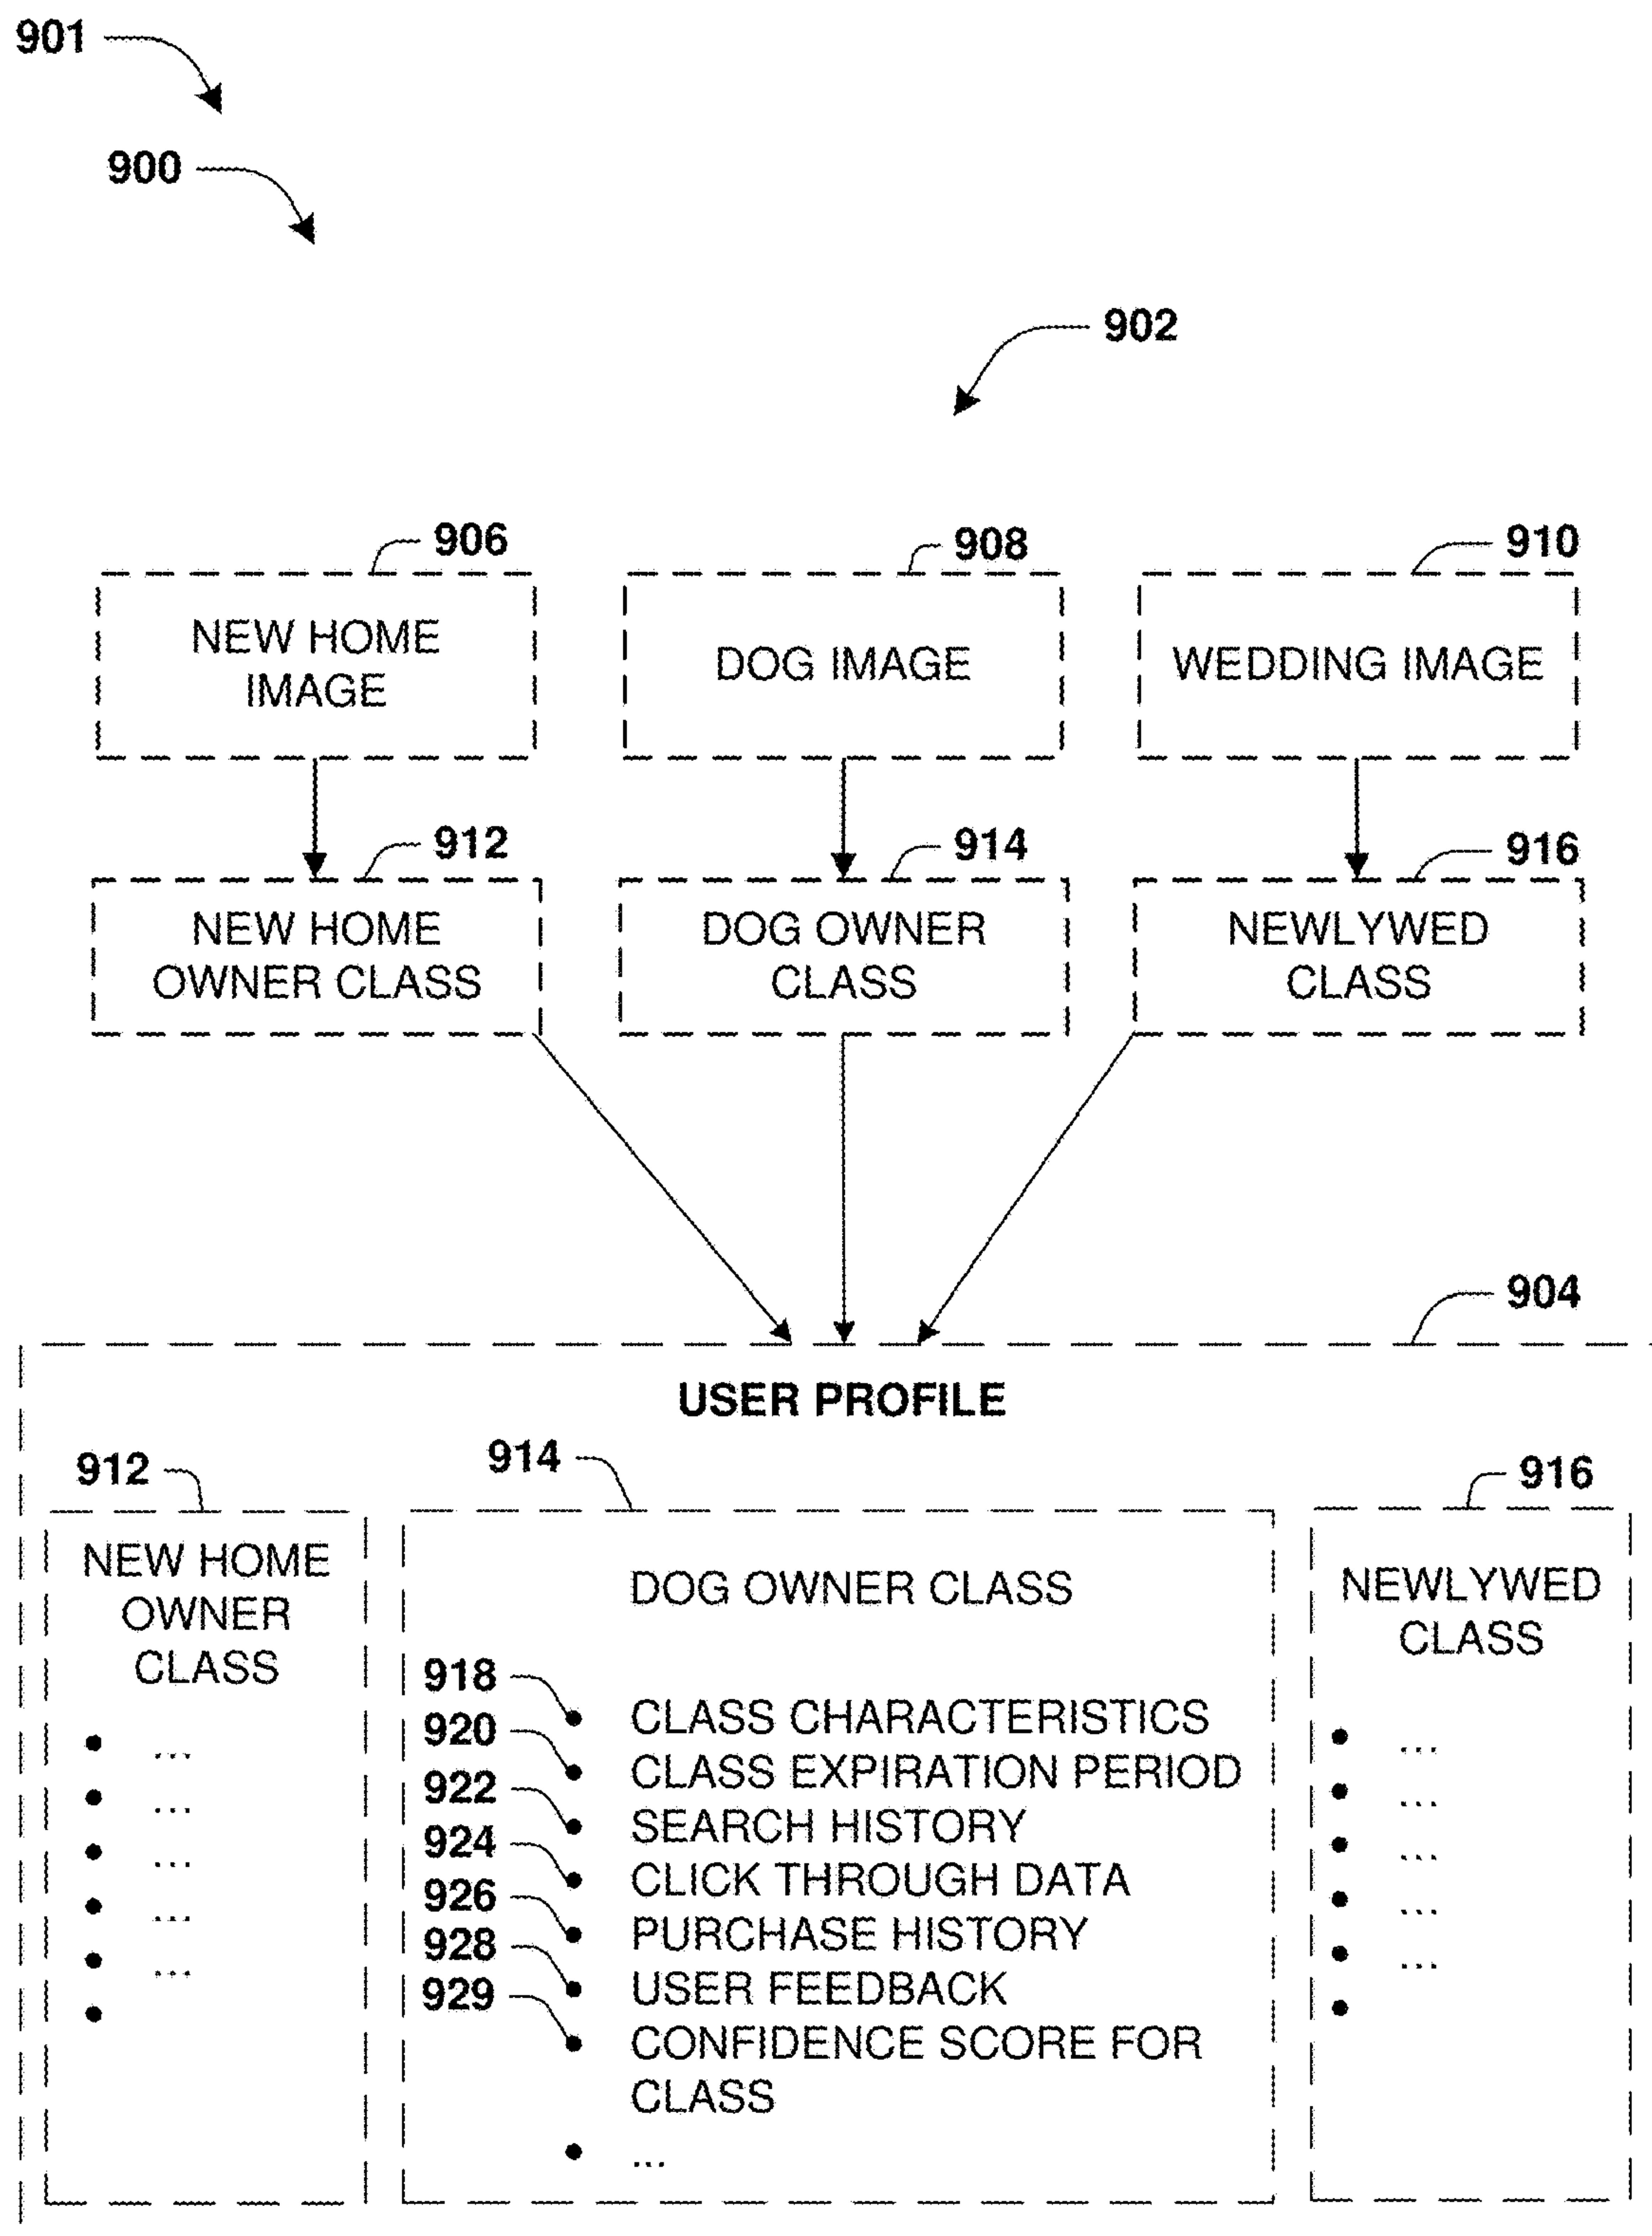 901
900
902
906
908
910
NEW HOME
IMAGE
DOG IMAGE
WEDDING IMAGE
912
914
916
NEW HOME
OWNER CLASS
DOG OWNER
CLASS
NEWLYWED
CLASS
904
USER PROFILE
912
914
916
NEW HOME
OWNER
CLASS
• ...
• ...
• ...
• ...
• ...
•
DOG OWNER CLASS
918 • CLASS CHARACTERISTICS
920 • CLASS EXPIRATION PERIOD
922 • SEARCH HISTORY
924 • CLICK THROUGH DATA
926 • PURCHASE HISTORY
928 • USER FEEDBACK
929 • CONFIDENCE SCORE FOR
CLASS
• ...
NEWLYWED
CLASS
• ...
• ...
• ...
• ...
• ...
•